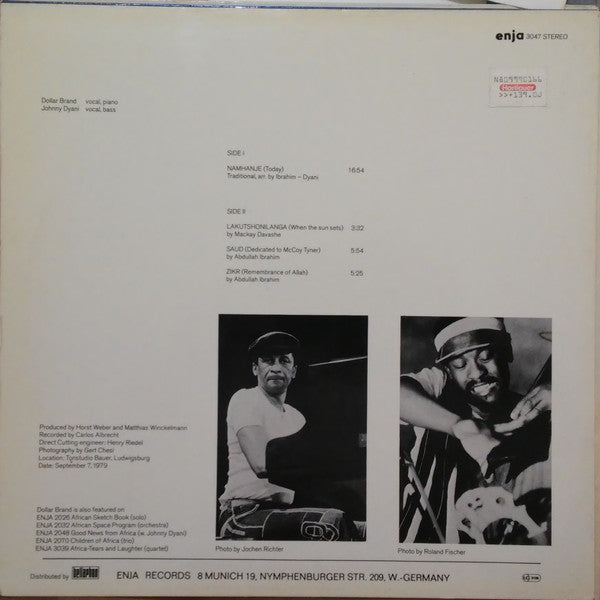 enja 3047 STEREO
N809990166
Hortiguer
>>+139.00
Dollar Brand vocal, piano
Johnny Dyani vocal, bass
SIDE I
NAMHANJE (Today) 16:54
Traditional, arr. by Ibrahim – Dyani
SIDE II
LAKUTSHONILANGA (When the sun sets) 3:32
by Mackay Davashe
SAUD (Dedicated to McCoy Tyner) 5:54
by Abdullah Ibrahim
ZIKR (Remembrance of Allah) 5:25
by Abdullah Ibrahim
Produced by Horst Weber and Matthias Winckelmann
Recorded by Carlos Albrecht
Direct Cutting engineer: Henry Riedel
Photography by Gert Chesi
Location: Tonstudio Bauer, Ludwigsburg
Date: September 7, 1979
Dollar Brand is also featured on
ENJA 2026 African Sketch Book (solo)
ENJA 2032 African Space Program (orchestra)
ENJA 2048 Good News from Africa (w. Johnny Dyani)
ENJA 2070 Children of Africa (trio)
ENJA 3039 Africa-Tears and Laughter (quartet)
Photo by Jochen Richter
Photo by Roland Fischer
Distributed by bellaphon ENJA RECORDS 8 MUNICH 19, NYMPHENBURGER STR. 209, W.-GERMANY